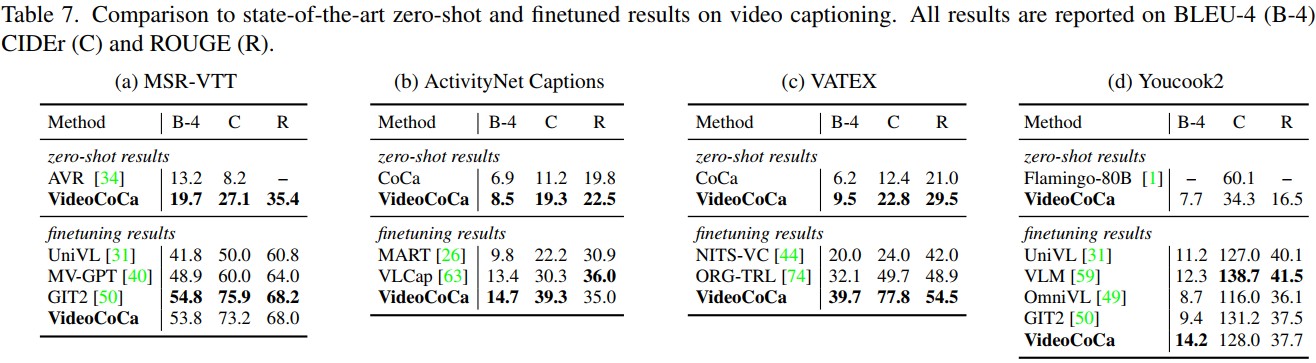 Table 7. Comparison to state-of-the-art zero-shot and finetuned results on video captioning. All results are reported on BLEU-4 (B-4)
CIDEr (C) and ROUGE (R).
(a) MSR-VTT
Method B-4 C R
zero-shot results
AVR [34] 13.2 8.2 –
VideoCoCa 19.7 27.1 35.4
finetuning results
UniVL [31] 41.8 50.0 60.8
MV-GPT [40] 48.9 60.0 64.0
GIT2 [50] 54.8 75.9 68.2
VideoCoCa 53.8 73.2 68.0
(b) ActivityNet Captions
Method B-4 C R
zero-shot results
CoCa 6.9 11.2 19.8
VideoCoCa 8.5 19.3 22.5
finetuning results
MART [26] 9.8 22.2 30.9
VLCap [63] 13.4 30.3 36.0
VideoCoCa 14.7 39.3 35.0
(c) VATEX
Method B-4 C R
zero-shot results
CoCa 6.2 12.4 21.0
VideoCoCa 9.5 22.8 29.5
finetuning results
NITS-VC [44] 20.0 24.0 42.0
ORG-TRL [74] 32.1 49.7 48.9
VideoCoCa 39.7 77.8 54.5
(d) Youcook2
Method B-4 C R
zero-shot results
Flamingo-80B [1] – 60.1 –
VideoCoCa 7.7 34.3 16.5
finetuning results
UniVL [31] 11.2 127.0 40.1
VLM [59] 12.3 138.7 41.5
OmniVL [49] 8.7 116.0 36.1
GIT2 [50] 9.4 131.2 37.5
VideoCoCa 14.2 128.0 37.7